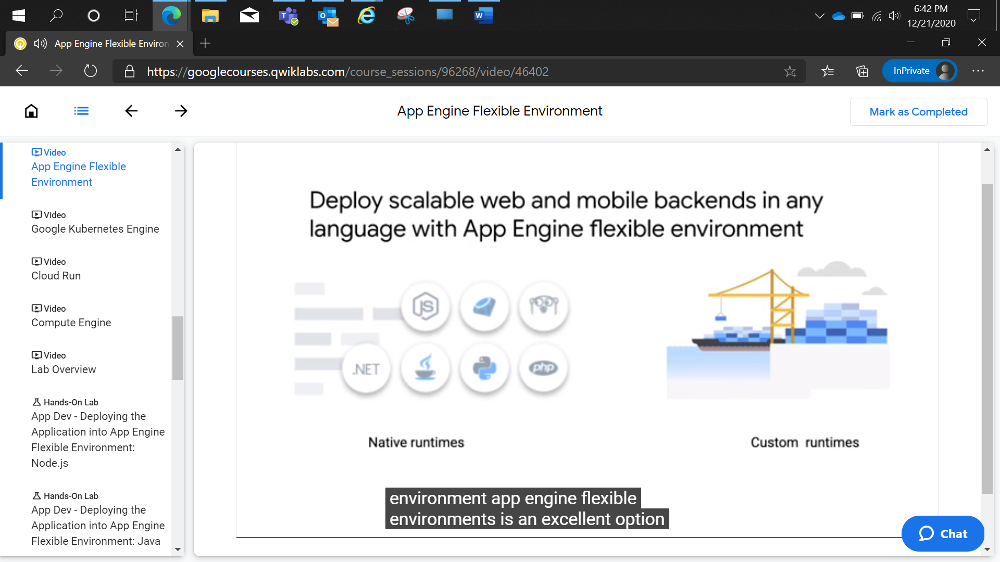 6:42 PM
12/21/2020
App Engine Flexible Environ
https://googlecourses.qwiklabs.com/course_sessions/96268/video/46402
InPrivate
App Engine Flexible Environment
Mark as Completed
Video
App Engine Flexible
Environment
Video
Google Kubernetes Engine
Video
Cloud Run
Video
Compute Engine
Video
Lab Overview
Hands-On Lab
App Dev - Deploying the
Application into App Engine
Flexible Environment:
Node.js
Hands-On Lab
App Dev - Deploying the
Application into App Engine
Flexible Environment: Java
Deploy scalable web and mobile backends in any
language with App Engine flexible environment
JS
.NET
php
Native runtimes
Custom runtimes
environment app engine flexible
environments is an excellent option
Chat